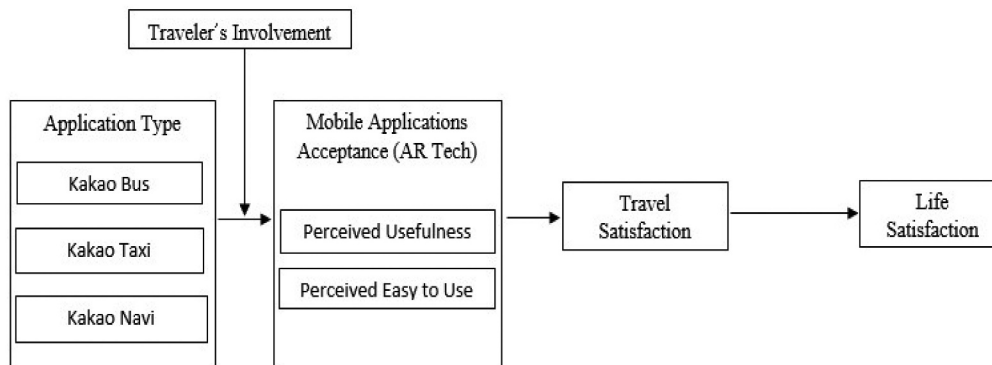 Traveler's Involvement
Application Type
Kakao Bus
Kakao Taxi
Kakao Navi
Mobile Applications
Acceptance (AR Tech)
Perceived Usefulness
Perceived Easy to Use
Travel
Satisfaction
Life
Satisfaction